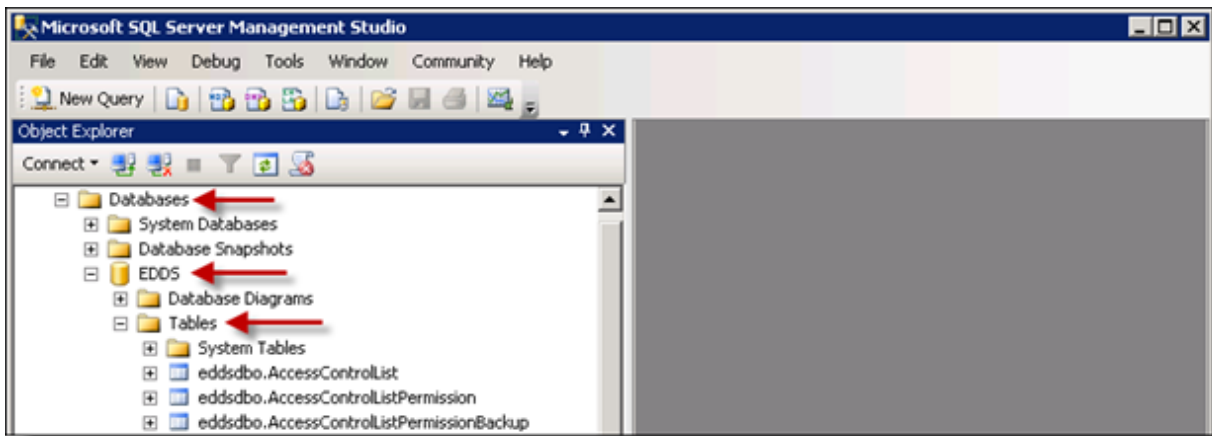 Microsoft SQL Server Management Studio
File Edit View Debug Tools Window Community Help
New Query
Object Explorer
Connect
Databases
System Databases
Database Snapshots
EDDS
Database Diagrams
Tables
System Tables
eddsdbo.AccessControlList
eddsdbo.AccessControlListPermission
eddsdbo.AccessControlListPermissionBackup